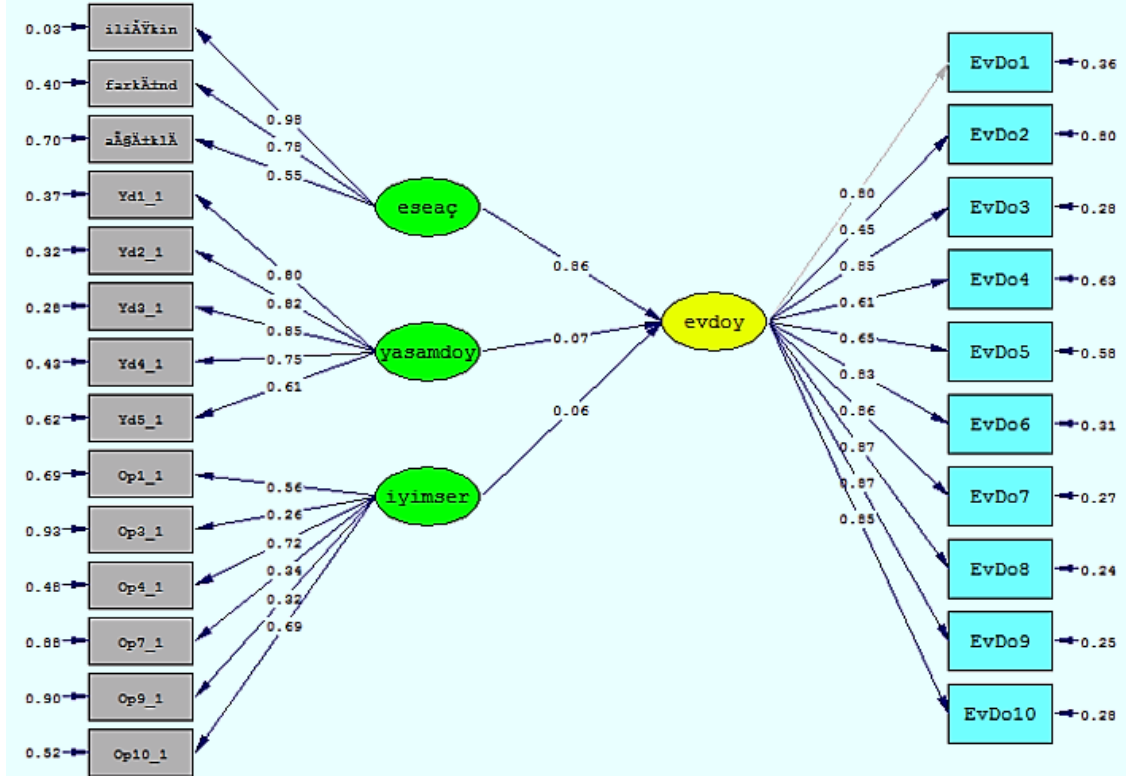 0.03
iliÅŸkin
0.40
farkÄ±nd
0.70
aÅ§Ä±klÄ
0.37
Yd1_1
0.32
Yd2_1
0.28
Yd3_1
0.43
Yd4_1
0.62
Yd5_1
0.69
Op1_1
0.93
Op3_1
0.48
Op4_1
0.88
Op7_1
0.90
Op9_1
0.52
Op10_1
0.98
0.78
0.55
0.80
0.82
0.85
0.75
0.61
0.56
0.26
0.72
0.34
0.32
0.69
eseaç
yasamdoy
iyimser
0.86
0.07
0.06
evdoy
0.80
0.45
0.85
0.61
0.65
0.83
0.86
0.87
0.87
0.85
EvDo1
0.36
EvDo2
0.80
EvDo3
0.28
EvDo4
0.63
EvDo5
0.58
EvDo6
0.31
EvDo7
0.27
EvDo8
0.24
EvDo9
0.25
EvDo10
0.28